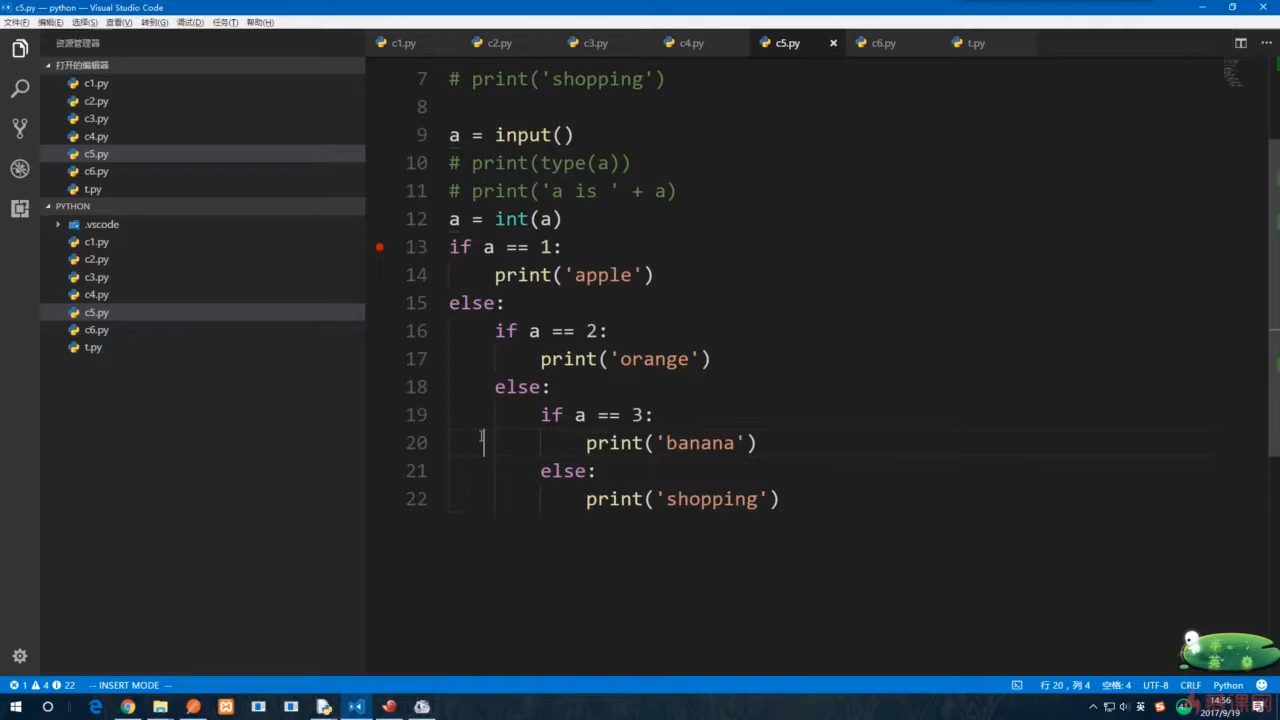 c5.py — python — Visual Studio Code
文件(F) 编辑(E) 选择(S) 查看(V) 转到(G) 调试(D) 任务(T) 帮助(H)
资源管理器
打开的编辑器
c1.py
c2.py
c3.py
c4.py
c5.py
c6.py
t.py
PYTHON
.vscode
c1.py
c2.py
c3.py
c4.py
c5.py
c6.py
t.py
c1.py c2.py c3.py c4.py c5.py c6.py t.py
7 # print('shopping')
8
9 a = input()
10 # print(type(a))
11 # print('a is ' + a)
12 a = int(a)
13 if a == 1:
14 print('apple')
15 else:
16 if a == 2:
17 print('orange')
18 else:
19 if a == 3:
20 print('banana')
21 else:
22 print('shopping')
1 4 22 -- INSERT MODE -- 行 20，列 4 空格: 4 UTF-8 CRLF Python
英 14:56
2017/9/19